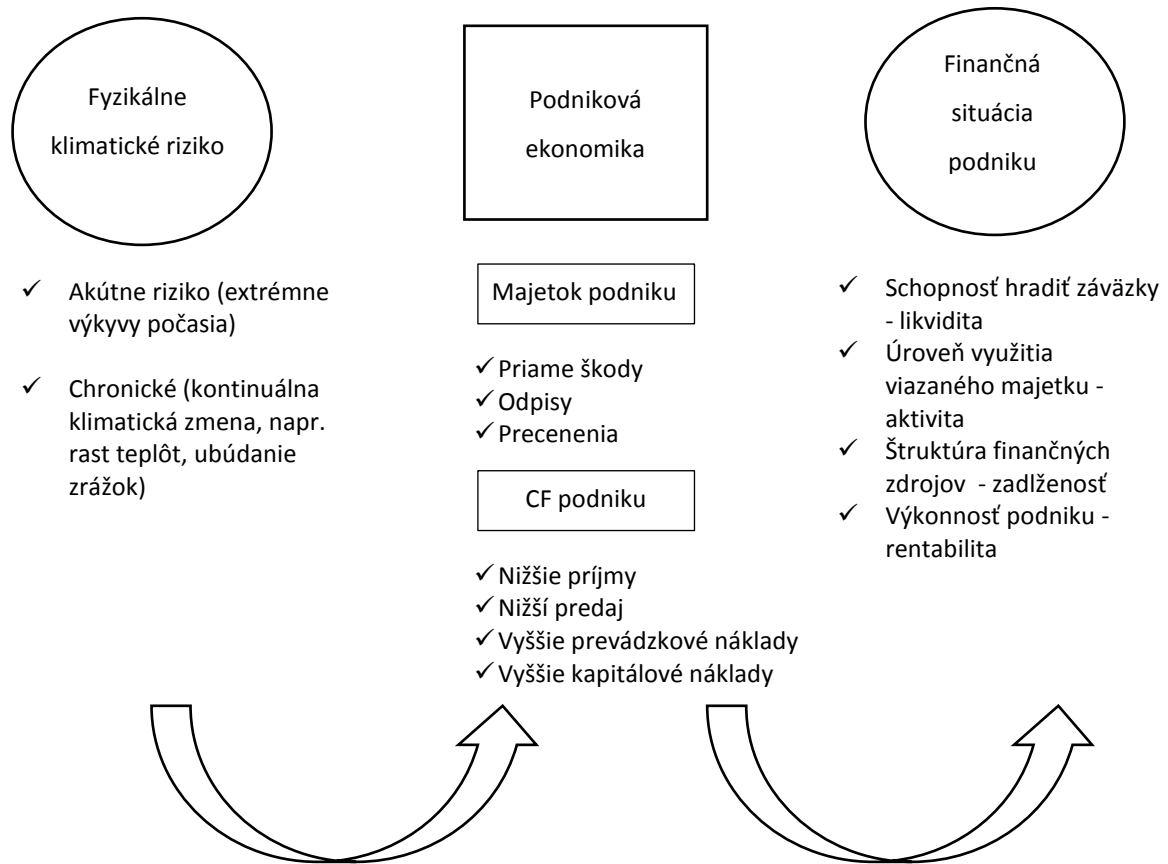 Fyzikálne
klimatické riziko
Podniková
ekonomika
Finančná
situácia
podniku
✓ Akútne riziko (extrémne
výkyvy počasia)
✓ Chronické (kontinuálna
klimatická zmena, napr.
rast teplôt, ubúdanie
zrážok)
Majetok podniku
✓ Priame škody
✓ Odpisy
✓ Precenenia
CF podniku
✓ Nižšie príjmy
✓ Nižší predaj
✓ Vyššie prevádzkové náklady
✓ Vyššie kapitálové náklady
✓ Schopnosť hradiť záväzky
- likvidita
✓ Úroveň využitia
viazaného majetku -
aktivita
✓ Štruktúra finančných
zdrojov - zadlženosť
✓ Výkonnosť podniku -
rentabilita